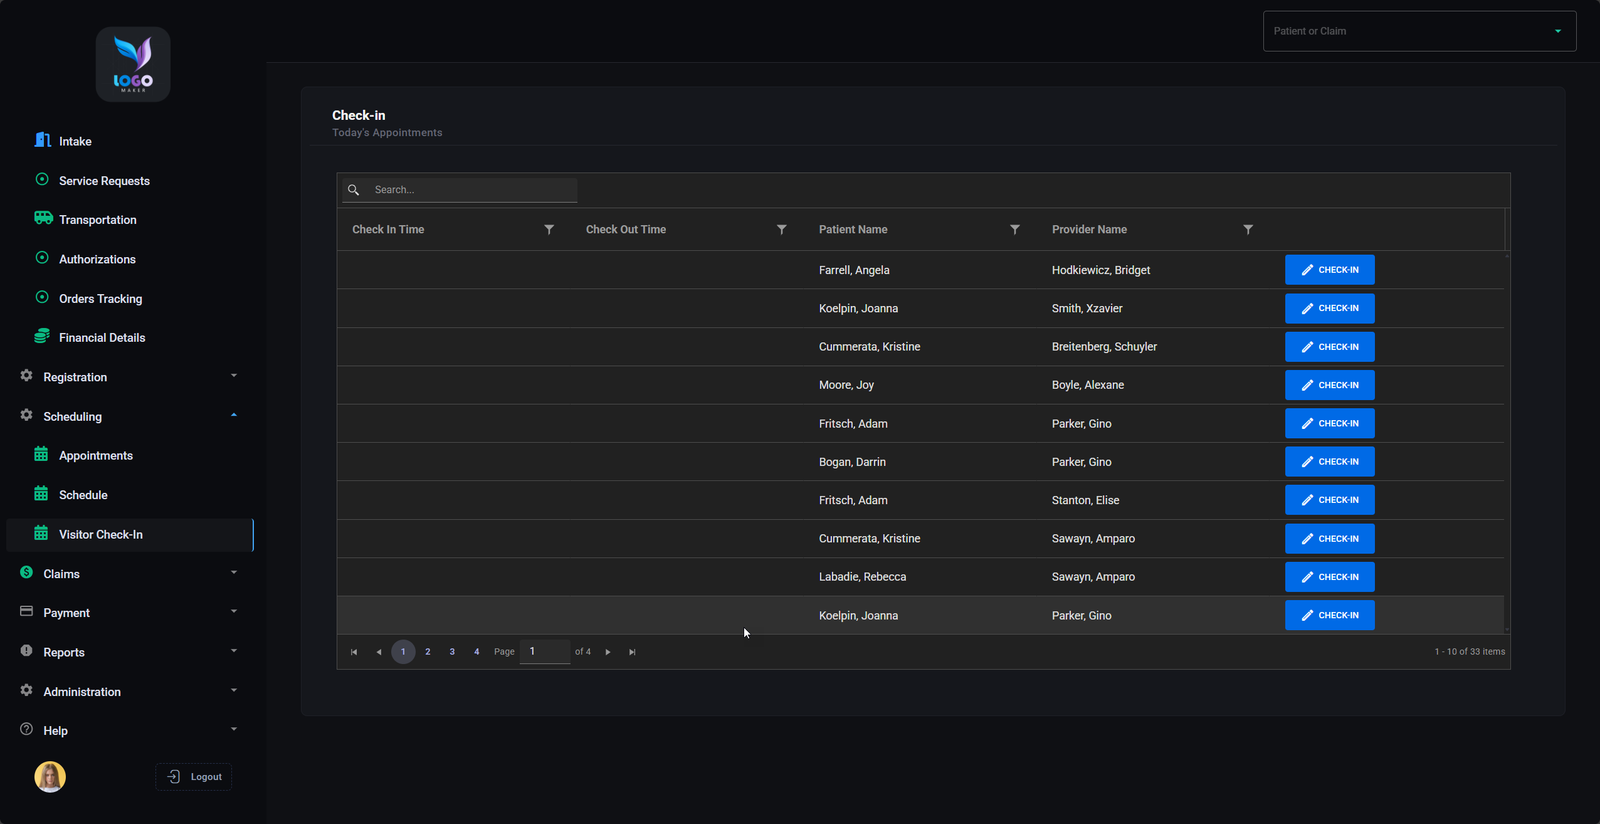 Patient or Claim
LOGO
MAKER
Intake
Service Requests
Transportation
Authorizations
Orders Tracking
Financial Details
Registration
Scheduling
Appointments
Schedule
Visitor Check-In
Claims
Payment
Reports
Administration
Help
Logout
Check-in
Today's Appointments
Search...
Check In Time Check Out Time Patient Name Provider Name
Farrell, Angela Hodkiewicz, Bridget CHECK-IN
Koelpin, Joanna Smith, Xzavier CHECK-IN
Cummerata, Kristine Breitenberg, Schuyler CHECK-IN
Moore, Joy Boyle, Alexane CHECK-IN
Fritsch, Adam Parker, Gino CHECK-IN
Bogan, Darrin Parker, Gino CHECK-IN
Fritsch, Adam Stanton, Elise CHECK-IN
Cummerata, Kristine Sawayn, Amparo CHECK-IN
Labadie, Rebecca Sawayn, Amparo CHECK-IN
Koelpin, Joanna Parker, Gino CHECK-IN
1 2 3 4 Page 1 of 4 1 - 10 of 33 items